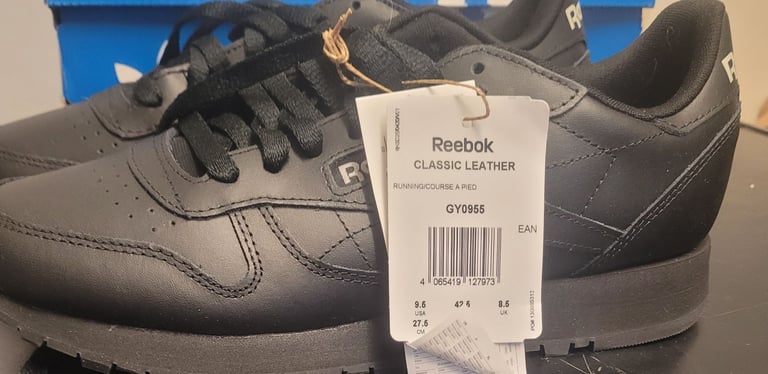 Reebok
CLASSIC LEATHER
RUNNING/COURSE A PIED
GY0955
EAN
4 065419 127973
9.5 42.5 8.5
USA UK
27.5
CM